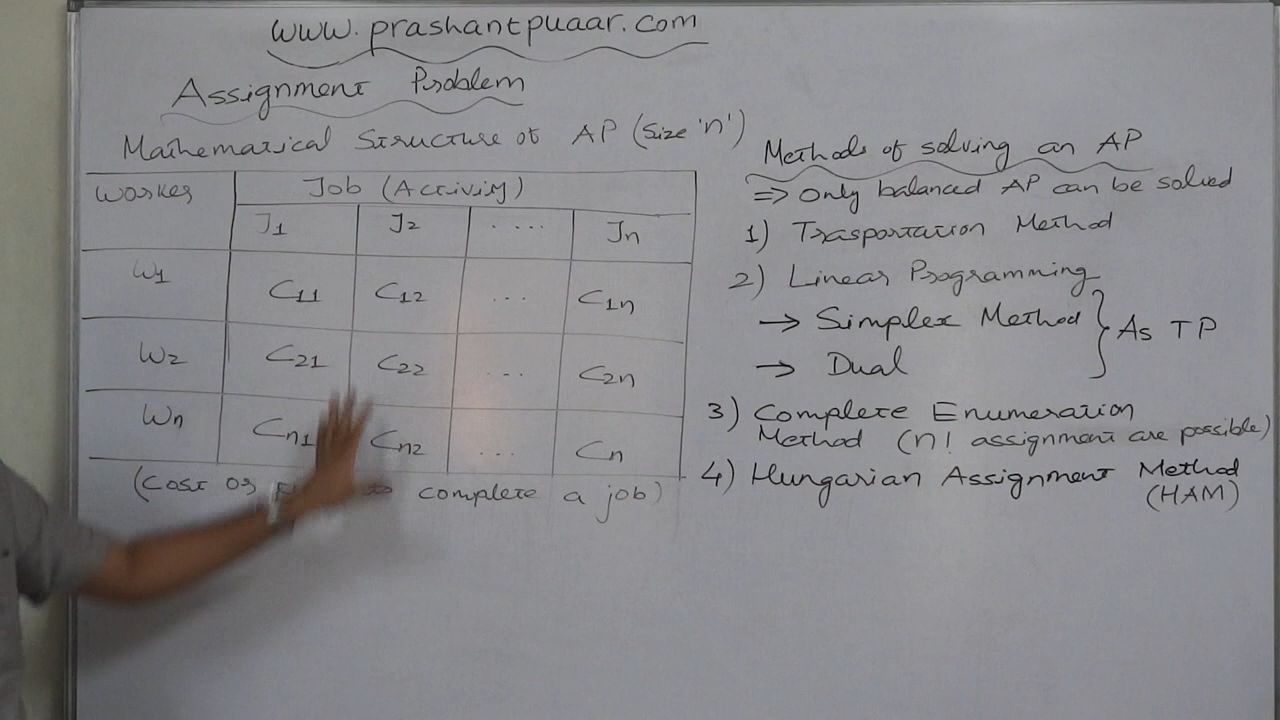 www.prashantpuaar.com
Assignment Problem
Mathematical Structure of AP (Size 'n')
Worker Job (Activity)
J1 J2 .... Jn
W1 C11 C12 ... C1n
W2 C21 C22 ... C2n
Wn Cn1 Cn2 ... Cn
(Cost or to complete a job)
Methods of solving an AP
⇒ Only balanced AP can be solved
1) Trasportation Method
2) Linear Programming
→ Simplex Method } As TP
→ Dual
3) Complete Enumeration
Method (n! assignment are possible)
4) Hungarian Assignment Method
(HAM)